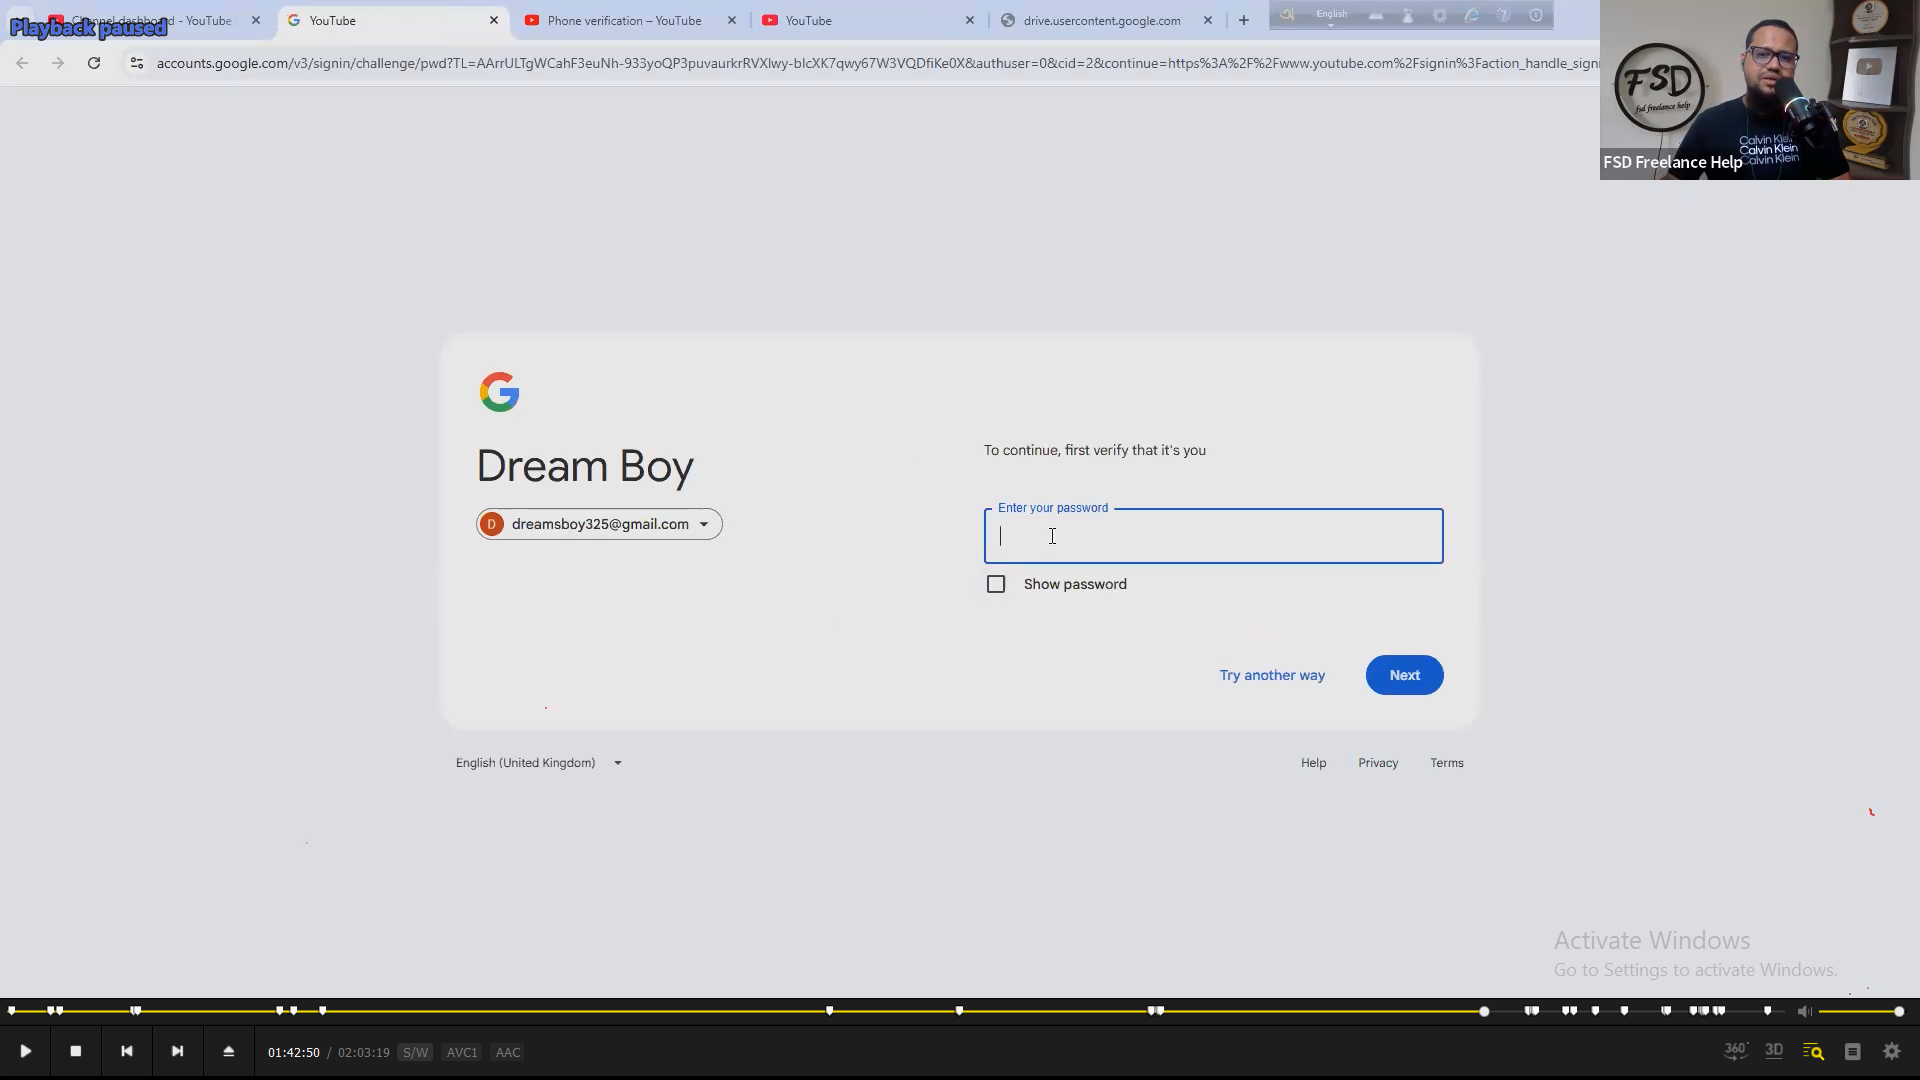 Playback paused
Channel dashboard - YouTube
YouTube
Phone verification – YouTube
YouTube
drive.usercontent.google.com
English
accounts.google.com/v3/signin/challenge/pwd?TL=AArrULTgWCahF3euNh-933yoQP3puvaurkrRVXlwy-blcXK7qwy67W3VQDfiKe0X&authuser=0&cid=2&continue=https%3A%2F%2Fwww.youtube.com%2Fsignin%3Faction_handle_signi
FSD
fsd freelance help
Calvin Klein
Calvin Klein
Calvin Klein
FSD Freelance Help
Dream Boy
D dreamsboy325@gmail.com
To continue, first verify that it's you
Enter your password
Show password
Try another way
Next
English (United Kingdom)
Help
Privacy
Terms
Activate Windows
Go to Settings to activate Windows.
01:42:50 / 02:03:19 S/W AVC1 AAC
360°
3D